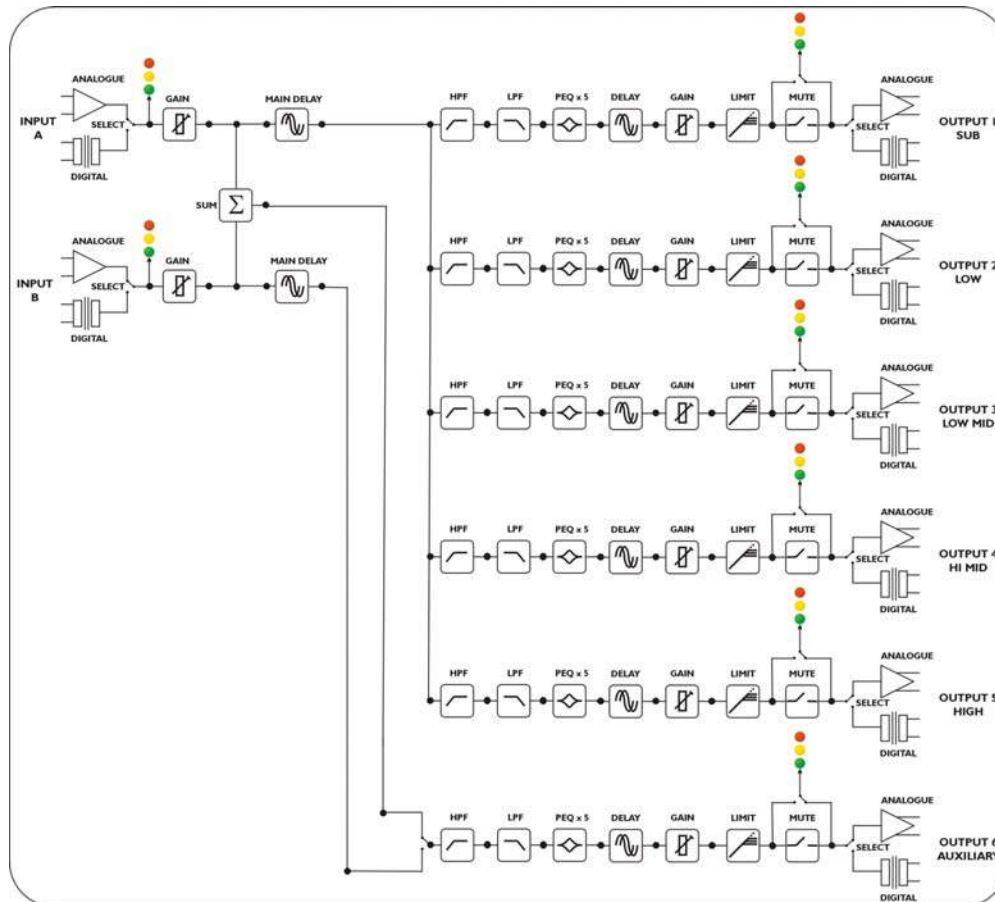 ANALOGUE
INPUT A
SELECT
GAIN
MAIN DELAY
DIGITAL
SUM
Σ
ANALOGUE
INPUT B
SELECT
GAIN
MAIN DELAY
DIGITAL
HPF LPF PEQ x 5 DELAY GAIN LIMIT MUTE
ANALOGUE
SELECT
DIGITAL
OUTPUT 1
SUB
HPF LPF PEQ x 5 DELAY GAIN LIMIT MUTE
ANALOGUE
SELECT
DIGITAL
OUTPUT 2
LOW
HPF LPF PEQ x 5 DELAY GAIN LIMIT MUTE
ANALOGUE
SELECT
DIGITAL
OUTPUT 3
LOW MID
HPF LPF PEQ x 5 DELAY GAIN LIMIT MUTE
ANALOGUE
SELECT
DIGITAL
OUTPUT 4
HI MID
HPF LPF PEQ x 5 DELAY GAIN LIMIT MUTE
ANALOGUE
SELECT
DIGITAL
OUTPUT 5
HIGH
HPF LPF PEQ x 5 DELAY GAIN LIMIT MUTE
ANALOGUE
SELECT
DIGITAL
OUTPUT 6
AUXILIARY